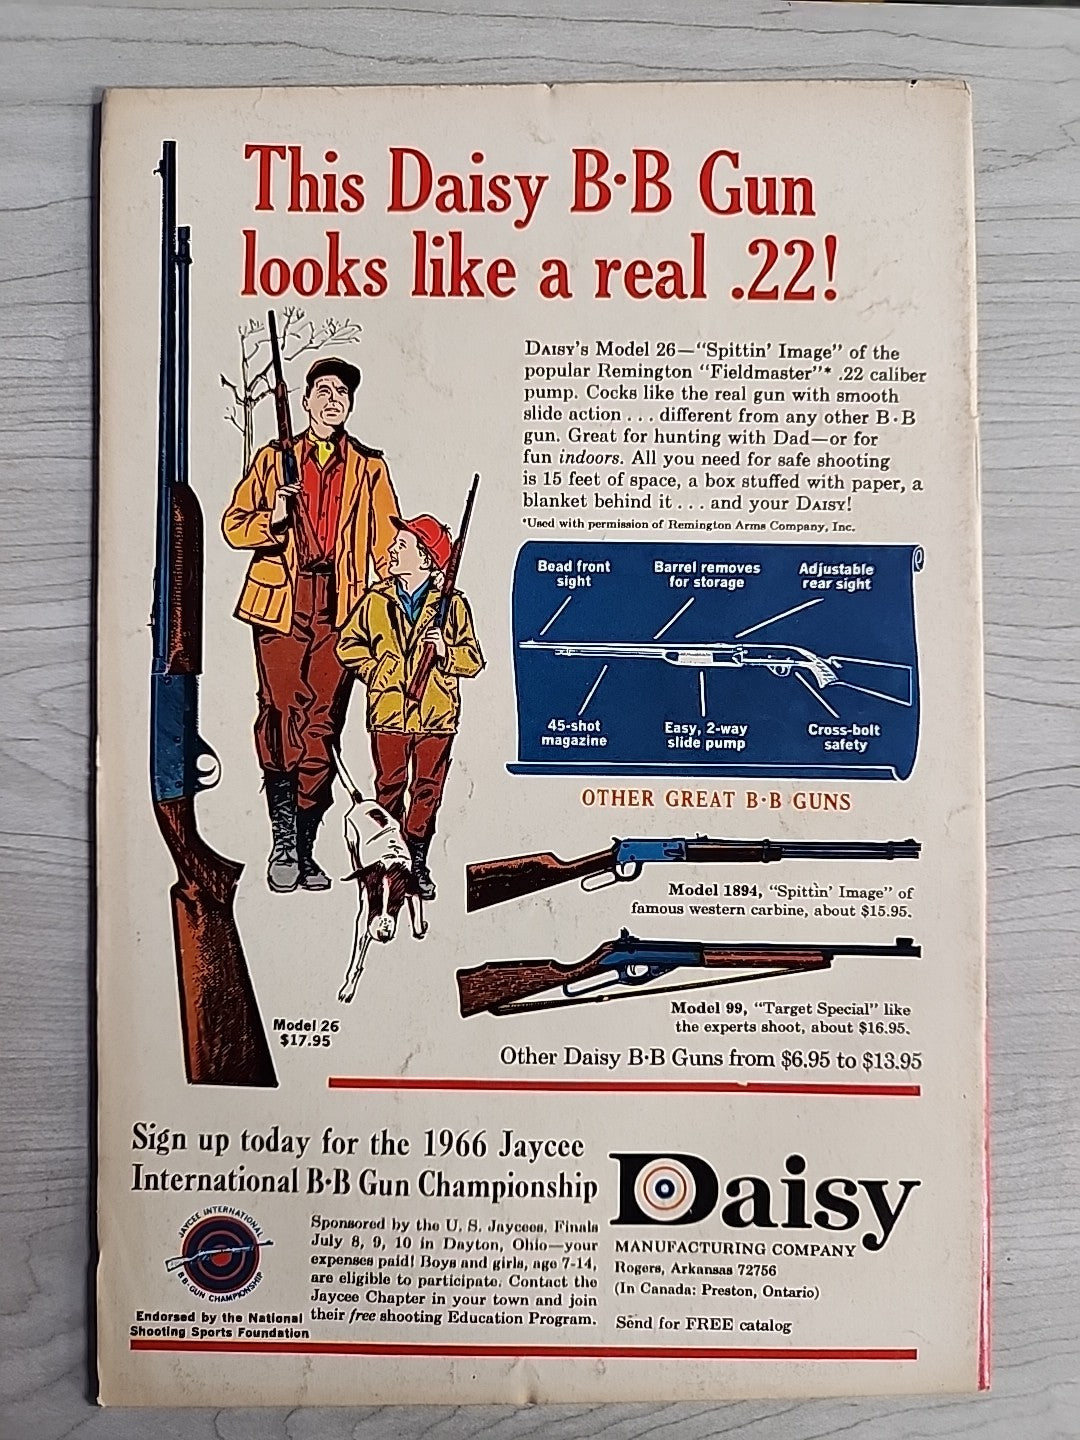 This Daisy B·B Gun
looks like a real .22!
DAISY'S Model 26—"Spittin' Image" of the
popular Remington "Fieldmaster"* .22 caliber
pump. Cocks like the real gun with smooth
slide action . . . different from any other B·B
gun. Great for hunting with Dad—or for
fun indoors. All you need for safe shooting
is 15 feet of space, a box stuffed with paper, a
blanket behind it . . . and your DAISY!
*Used with permission of Remington Arms Company, Inc.
Bead front
sight
Barrel removes
for storage
Adjustable
rear sight
45-shot
magazine
Easy, 2-way
slide pump
Cross-bolt
safety
OTHER GREAT B·B GUNS
Model 1894, "Spittin' Image" of
famous western carbine, about $15.95.
Model 99, "Target Special" like
the experts shoot, about $16.95.
Model 26
$17.95
Other Daisy B·B Guns from $6.95 to $13.95
Sign up today for the 1966 Jaycee
International B·B Gun Championship
JAYCEE INTERNATIONAL
B·B·GUN CHAMPIONSHIP
Endorsed by the National
Shooting Sports Foundation
Sponsored by the U. S. Jaycees. Finals
July 8, 9, 10 in Dayton, Ohio—your
expenses paid! Boys and girls, age 7-14,
are eligible to participate. Contact the
Jaycee Chapter in your town and join
their free shooting Education Program.
Daisy
MANUFACTURING COMPANY
Rogers, Arkansas 72756
(In Canada: Preston, Ontario)
Send for FREE catalog